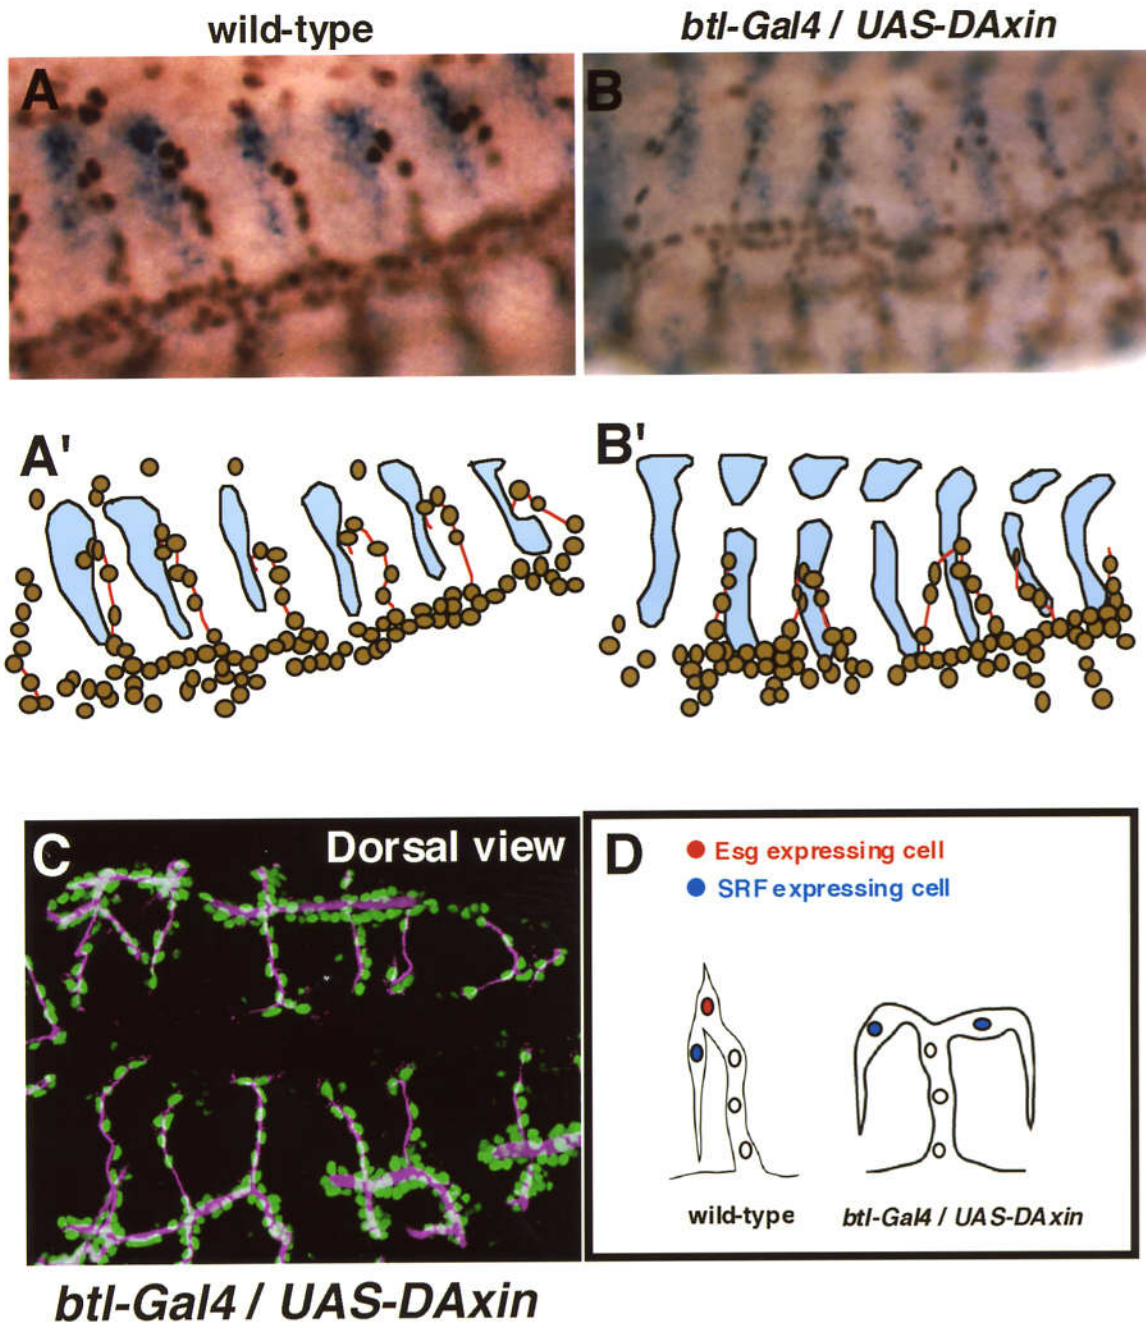 wild-type
btl-Gal4 / UAS-DAxin
A
B
A'
B'
C
Dorsal view
D
Esg expressing cell
SRF expressing cell
wild-type
btl-Gal4 / UAS-DAxin
btl-Gal4 / UAS-DAxin